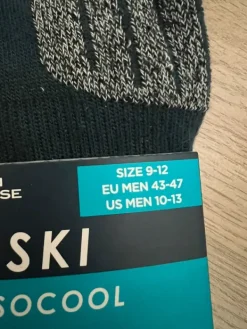 SIZE 9-12
EU MEN 43-47
US MEN 10-13
SKI
SOCOOL